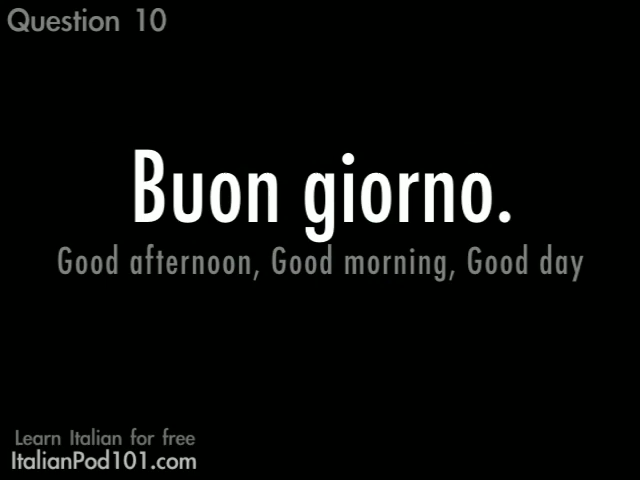 Question 10
Buon giorno.
Good afternoon, Good morning, Good day
Learn Italian for free
ItalianPod101.com